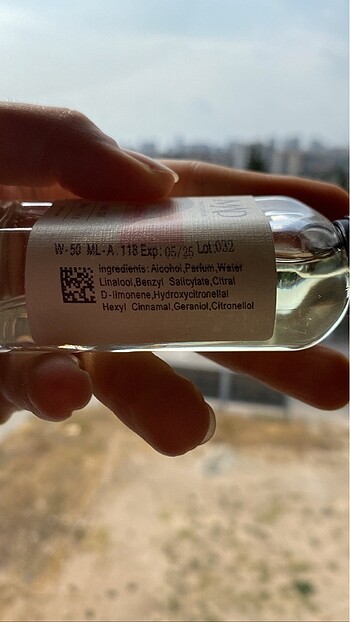 W-50 ML-A.118 Exp: 05/25 Lot:032
Ingredients: Alcohol,Parfum,Water
Linalool,Benzyl Salicylate,Citral
D-limonene,Hydroxycitronellal
Hexyl Cinnamal,Geraniol,Citronellol